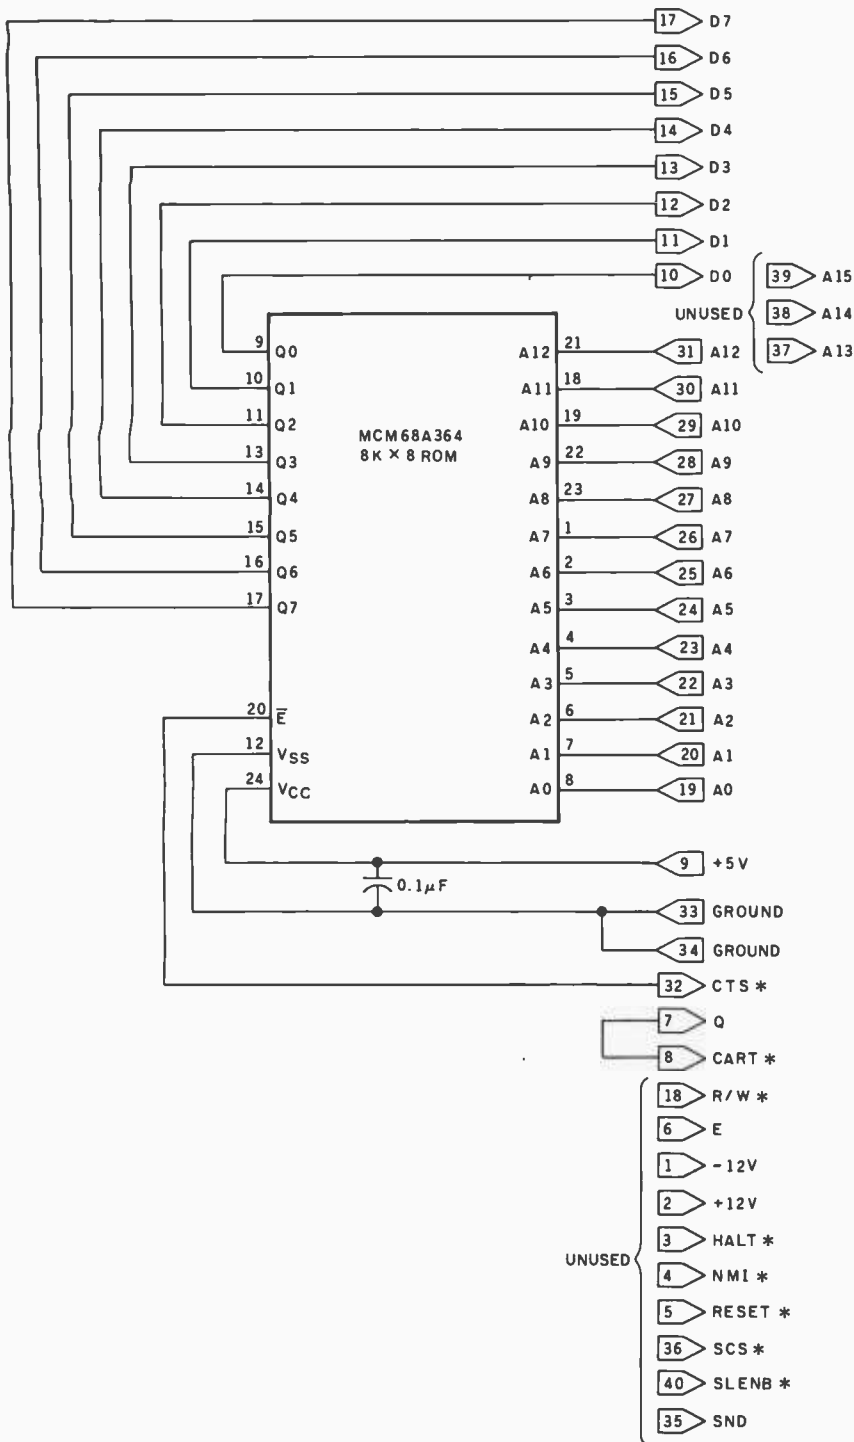 17 D7
16 D6
15 D5
14 D4
13 D3
12 D2
11 D1
10 D0
UNUSED
39 A15
38 A14
37 A13
MCM68A364
8K × 8 ROM
9 Q0
10 Q1
11 Q2
13 Q3
14 Q4
15 Q5
16 Q6
17 Q7
20 E̅
12 VSS
24 VCC
A12 21 31 A12
A11 18 30 A11
A10 19 29 A10
A9 22 28 A9
A8 23 27 A8
A7 1 26 A7
A6 2 25 A6
A5 3 24 A5
A4 4 23 A4
A3 5 22 A3
A2 6 21 A2
A1 7 20 A1
A0 8 19 A0
9 +5V
0.1μF
33 GROUND
34 GROUND
32 CTS *
7 Q
8 CART *
UNUSED
18 R/W *
6 E
1 -12V
2 +12V
3 HALT *
4 NMI *
5 RESET *
36 SCS *
40 SLENB *
35 SND